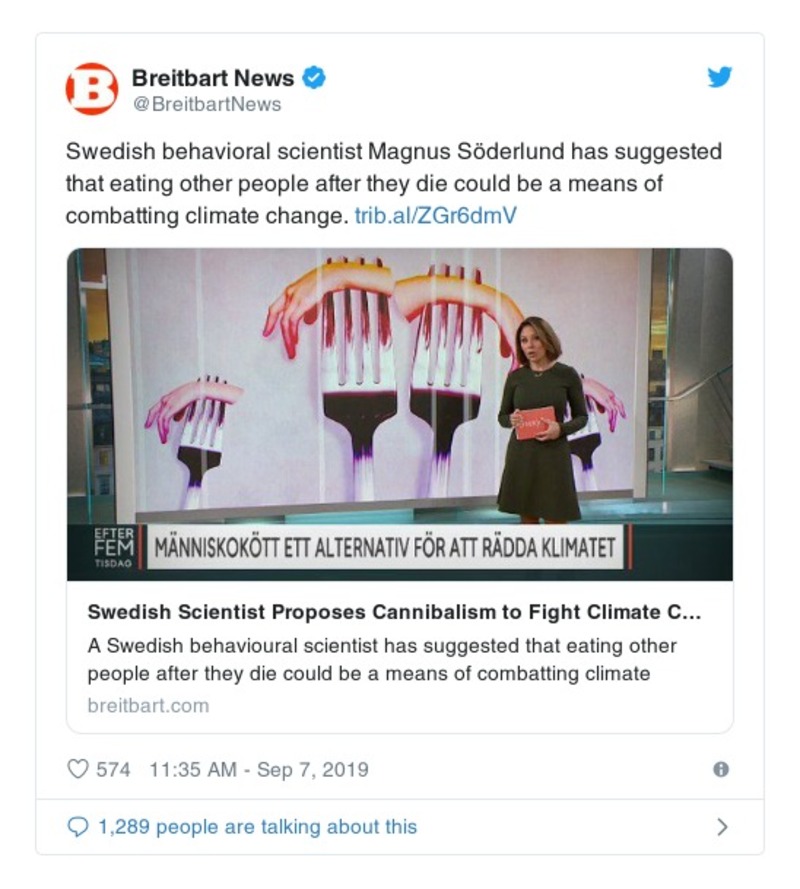 Breitbart News
@BreitbartNews
Swedish behavioral scientist Magnus Söderlund has suggested
that eating other people after they die could be a means of
combatting climate change. trib.al/ZGr6dmV
EFTER
FEM
TISDAG
MÄNNISKOKÖTT ETT ALTERNATIV FÖR ATT RÄDDA KLIMATET
Swedish Scientist Proposes Cannibalism to Fight Climate C...
A Swedish behavioural scientist has suggested that eating other
people after they die could be a means of combatting climate
breitbart.com
574 11:35 AM - Sep 7, 2019
1,289 people are talking about this